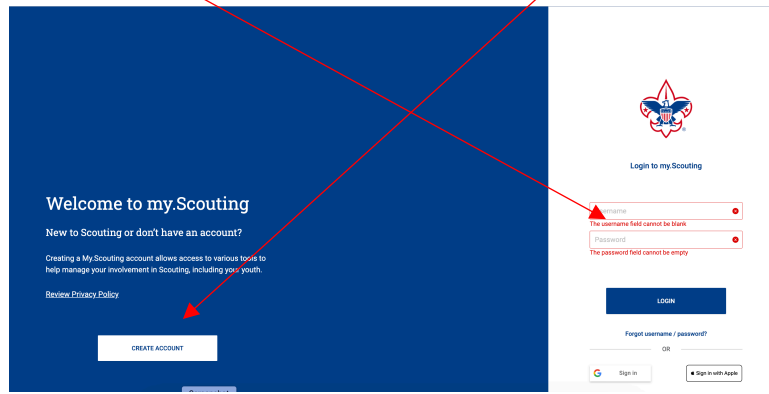 Welcome to my.Scouting
New to Scouting or don't have an account?
Creating a My.Scouting account allows access to various tools to
help manage your involvement in Scouting, including your youth.
Review Privacy Policy
CREATE ACCOUNT
Login to my.Scouting
Username
The username field cannot be blank
Password
The password field cannot be empty
LOGIN
Forgot username / password?
OR
Sign in
Sign in with Apple